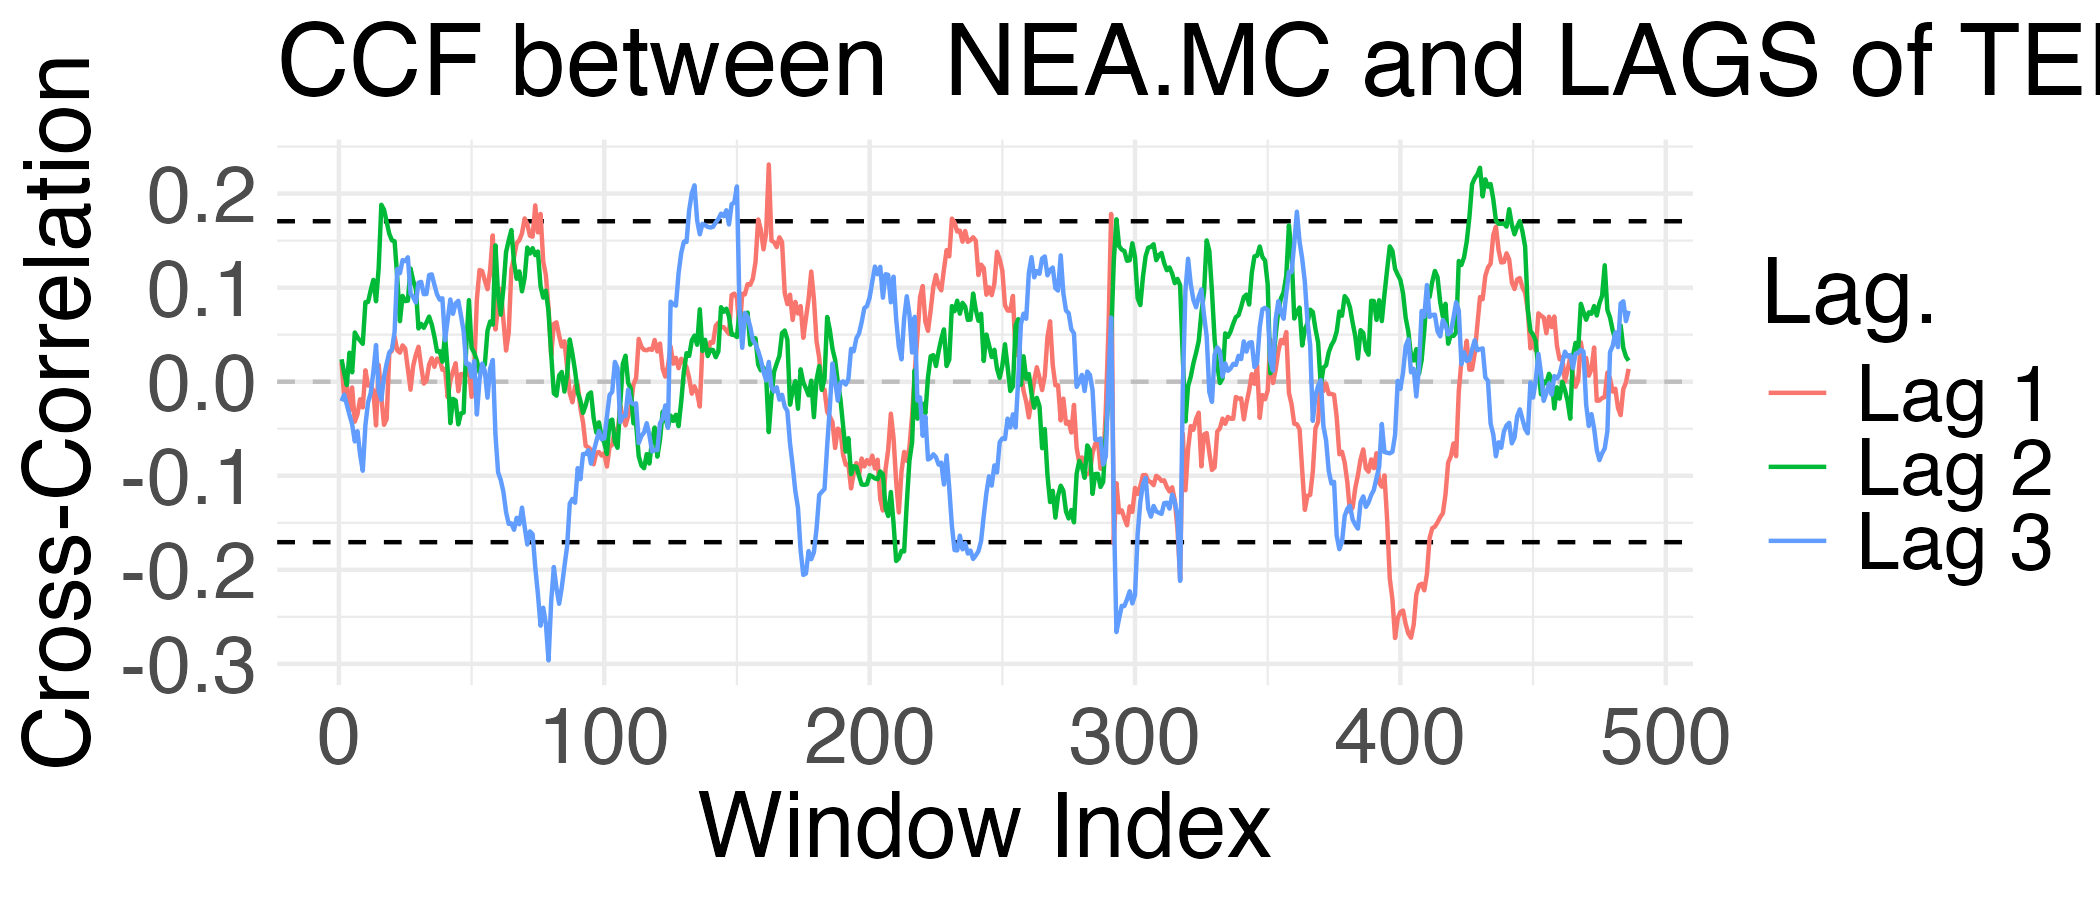 CCF between  NEA.MC and LAGS of
Cross-Correlation
0.2
0.1
0.0
-0.1
-0.2
-0.3
0
100
200
300
400
500
Window Index
Lag.
Lag 1
Lag 2
Lag 3